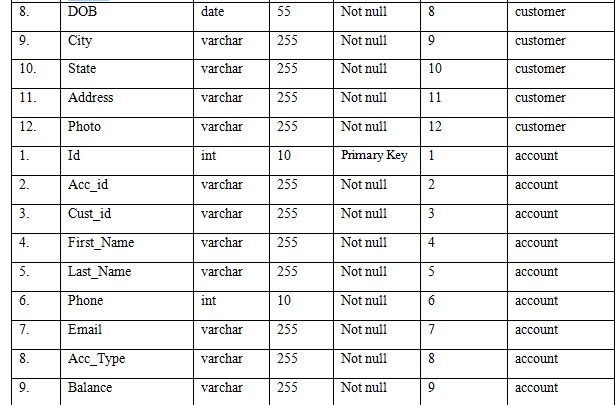 8. DOB date 55 Not null 8 customer
9. City varchar 255 Not null 9 customer
10. State varchar 255 Not null 10 customer
11. Address varchar 255 Not null 11 customer
12. Photo varchar 255 Not null 12 customer
1. Id int 10 Primary Key 1 account
2. Acc_id varchar 255 Not null 2 account
3. Cust_id varchar 255 Not null 3 account
4. First_Name varchar 255 Not null 4 account
5. Last_Name varchar 255 Not null 5 account
6. Phone int 10 Not null 6 account
7. Email varchar 255 Not null 7 account
8. Acc_Type varchar 255 Not null 8 account
9. Balance varchar 255 Not null 9 account